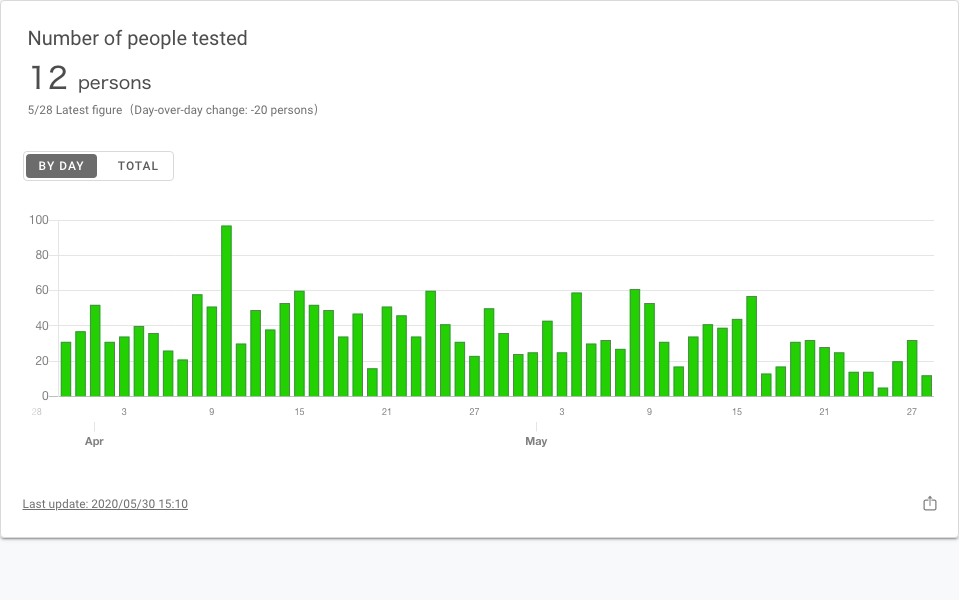 Number of people tested
12 persons
5/28 Latest figure（Day-over-day change: -20 persons）
BY DAY TOTAL
100
80
60
40
20
0
28 3 9 15 21 27 3 9 15 21 27
Apr May
Last update: 2020/05/30 15:10